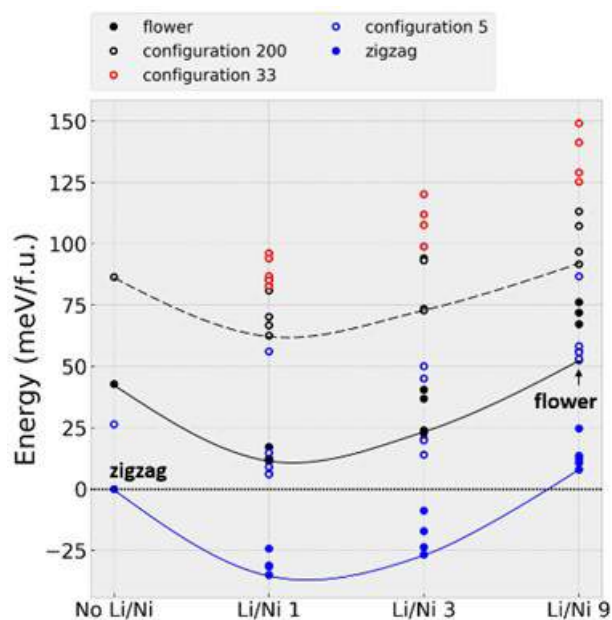 flower
configuration 200
configuration 33
configuration 5
zigzag
150
125
100
75
50
25
0
−25
Energy (meV/f.u.)
zigzag
flower
No Li/Ni
Li/Ni 1
Li/Ni 3
Li/Ni 9